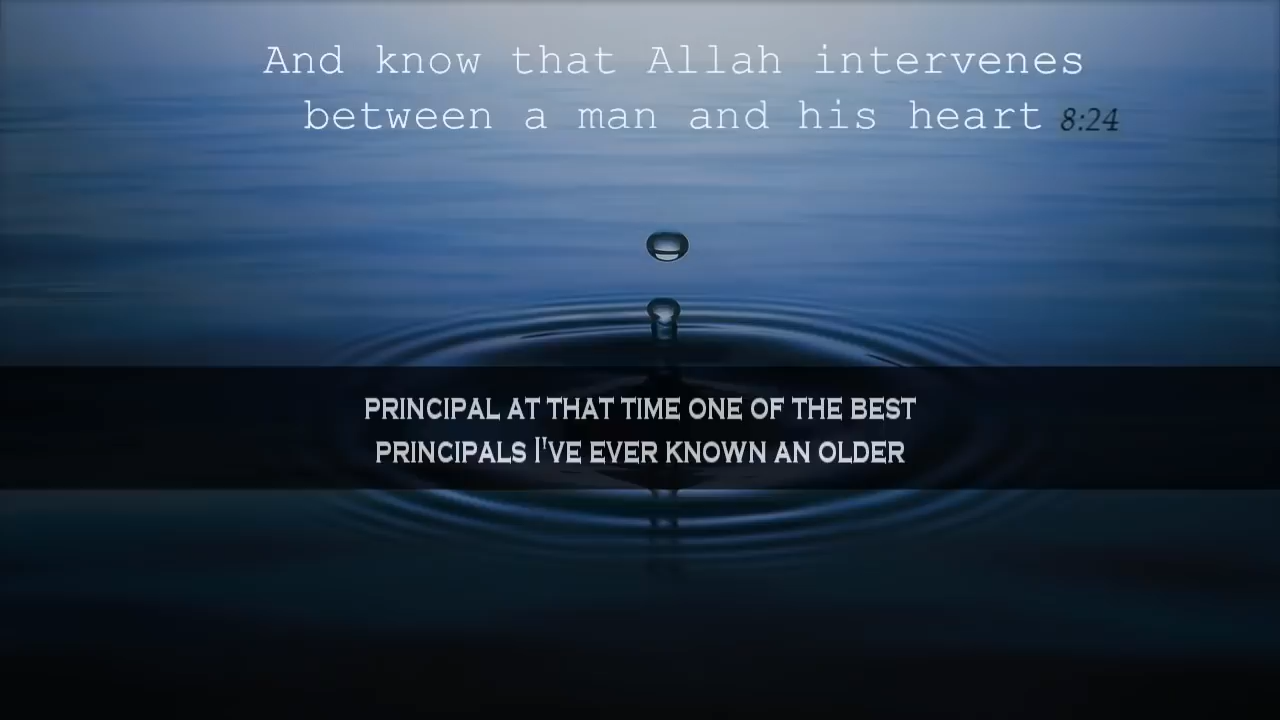 And know that Allah intervenes
between a man and his heart 8:24
PRINCIPAL AT THAT TIME ONE OF THE BEST
PRINCIPALS I'VE EVER KNOWN AN OLDER